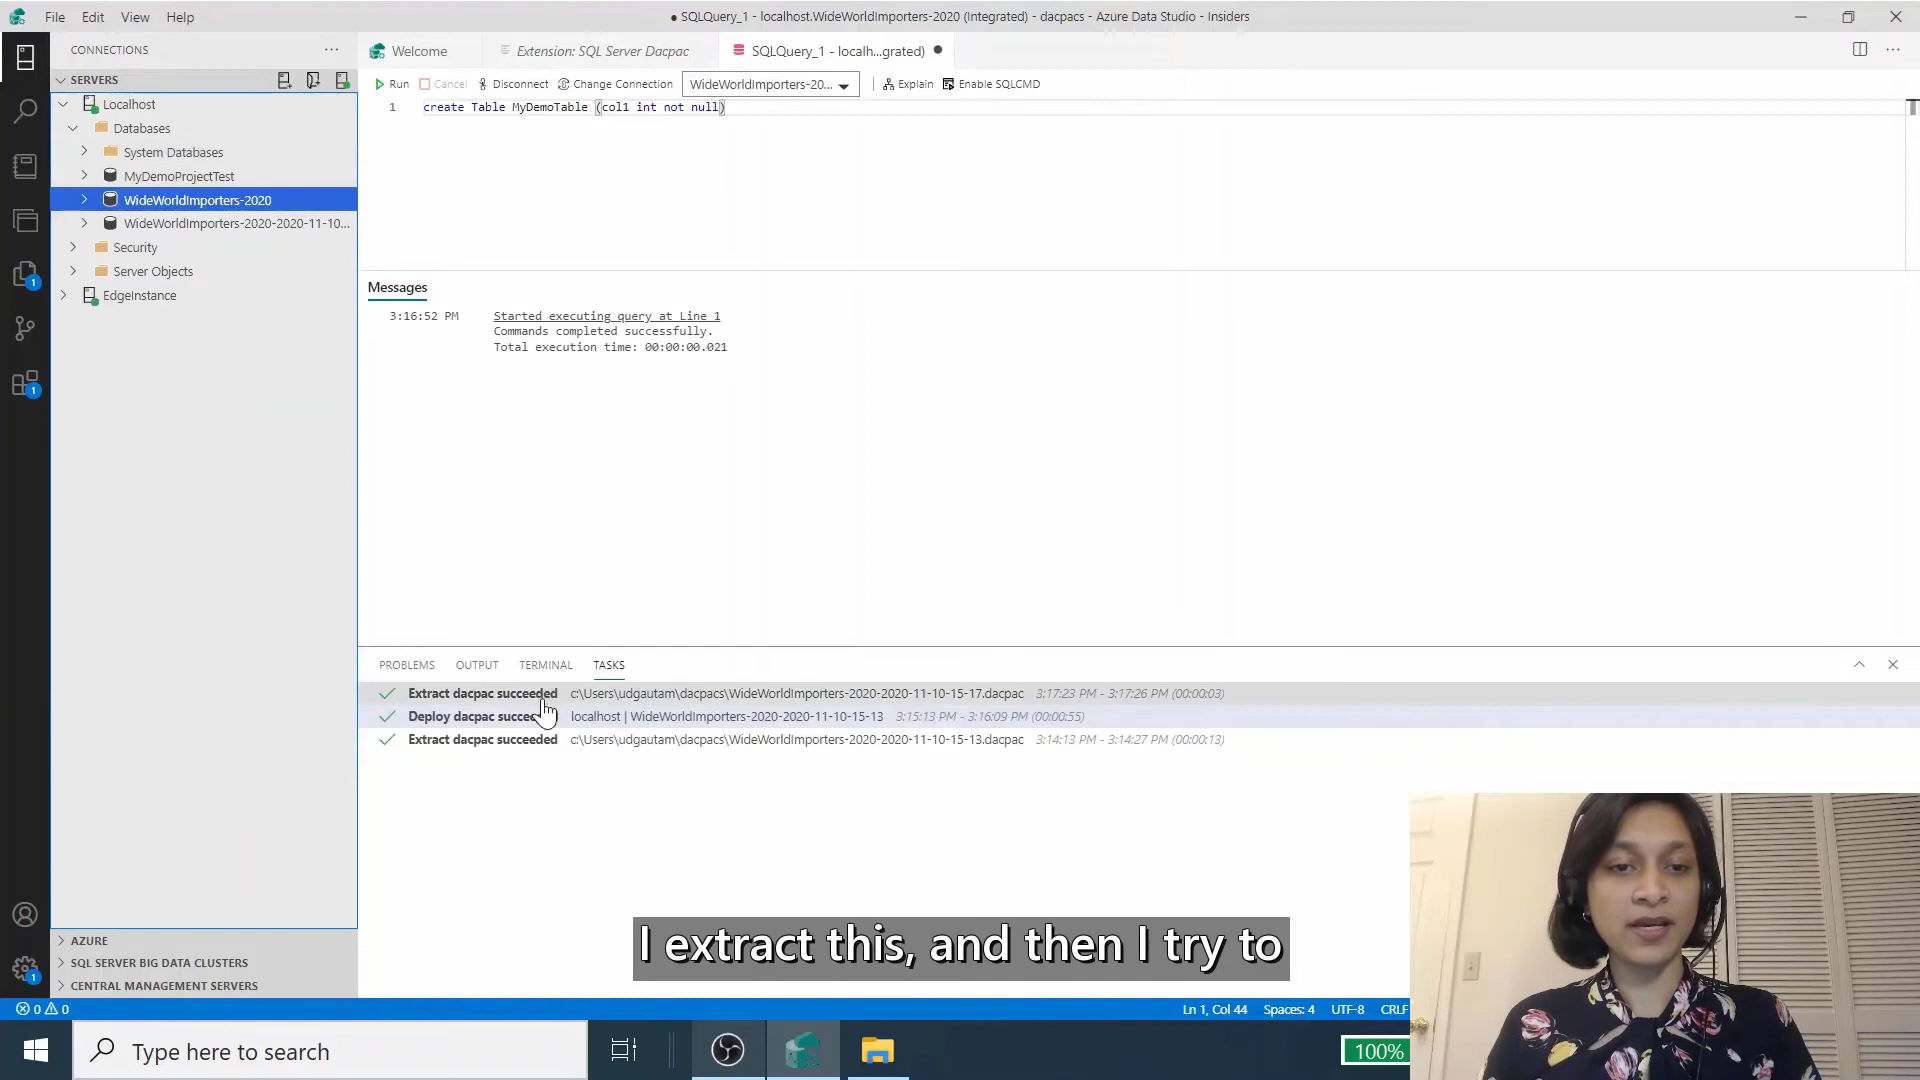 File Edit View Help
● SQLQuery_1 - localhost.WideWorldImporters-2020 (Integrated) - dacpacs - Azure Data Studio - Insiders
CONNECTIONS
Welcome
Extension: SQL Server Dacpac
SQLQuery_1 - localh...grated)
SERVERS
Run Cancel Disconnect Change Connection WideWorldImporters-20... Explain Enable SQLCMD
Localhost
Databases
System Databases
MyDemoProjectTest
WideWorldImporters-2020
WideWorldImporters-2020-2020-11-10...
Security
Server Objects
EdgeInstance
1 create Table MyDemoTable (col1 int not null)
Messages
3:16:52 PM Started executing query at Line 1
Commands completed successfully.
Total execution time: 00:00:00.021
PROBLEMS OUTPUT TERMINAL TASKS
Extract dacpac succeeded c:\Users\udgautam\dacpacs\WideWorldImporters-2020-2020-11-10-15-17.dacpac 3:17:23 PM - 3:17:26 PM (00:00:03)
Deploy dacpac localhost | WideWorldImporters-2020-2020-11-10-15-13 3:15:13 PM - 3:16:09 PM (00:00:55)
Extract dacpac succeeded c:\Users\udgautam\dacpacs\WideWorldImporters-2020-2020-11-10-15-13.dacpac 3:14:13 PM - 3:14:27 PM (00:00:13)
1
1
1
AZURE
SQL SERVER BIG DATA CLUSTERS
CENTRAL MANAGEMENT SERVERS
I extract this, and then I try to
0 0
Ln 1, Col 44 Spaces: 4 UTF-8 CRLF
Type here to search
100%